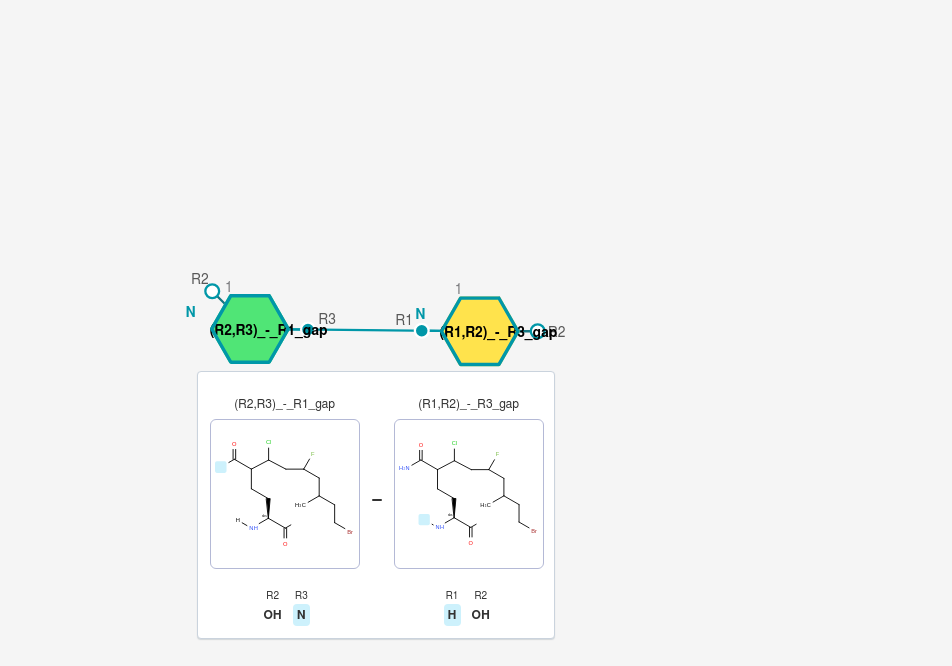 R2
1
N
(R2,R3)_-_R1_gap
R3
R1
N
1
(R1,R2)_-_R3_gap
R2
(R2,R3)_-_R1_gap
(R1,R2)_-_R3_gap
O
Cl
F
H₃C
H
NH
O
Br
–
O
Cl
F
H₂N
H₃C
NH
O
Br
R2 R3
OH N
R1 R2
H OH